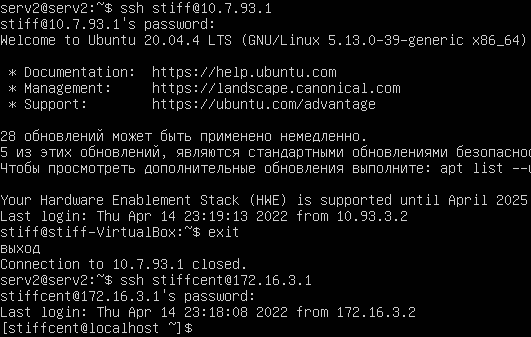 serv2@serv2:~$ ssh stiff@10.7.93.1
stiff@10.7.93.1's password:
Welcome to Ubuntu 20.04.4 LTS (GNU/Linux 5.13.0-39-generic x86_64)
* Documentation: https://help.ubuntu.com
* Management: https://landscape.canonical.com
* Support: https://ubuntu.com/advantage
28 обновлений может быть применено немедленно.
5 из этих обновлений, являются стандартными обновлениями безопасно
Чтобы просмотреть дополнительные обновления выполните: apt list --u
Your Hardware Enablement Stack (HWE) is supported until April 2025
Last login: Thu Apr 14 23:19:13 2022 from 10.93.3.2
stiff@stiff-VirtualBox:~$ exit
выход
Connection to 10.7.93.1 closed.
serv2@serv2:~$ ssh stiffcent@172.16.3.1
stiffcent@172.16.3.1's password:
Last login: Thu Apr 14 23:18:08 2022 from 172.16.3.2
[stiffcent@localhost ~]$